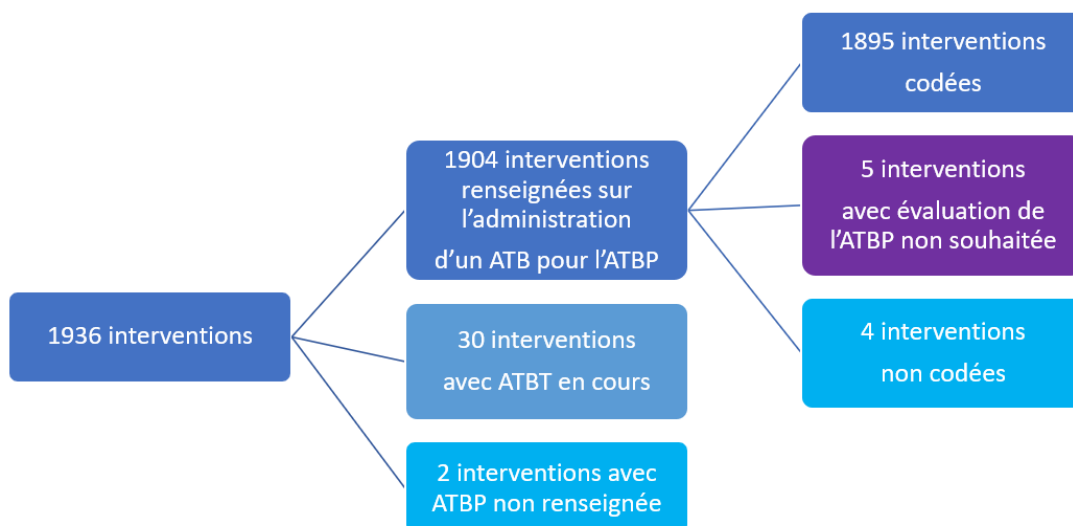 1936 interventions
1904 interventions
renseignées sur
l'administration
d'un ATB pour l'ATBP
30 interventions
avec ATBT en cours
2 interventions avec
ATBP non renseignée
1895 interventions
codées
5 interventions
avec évaluation de
l'ATBP non souhaitée
4 interventions
non codées